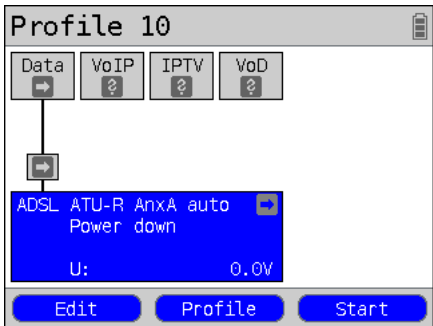 Profile 10
Data VoIP IPTV VoD
? ? ?
ADSL ATU-R AnxA auto
Power down
U: 0.0V
Edit Profile Start